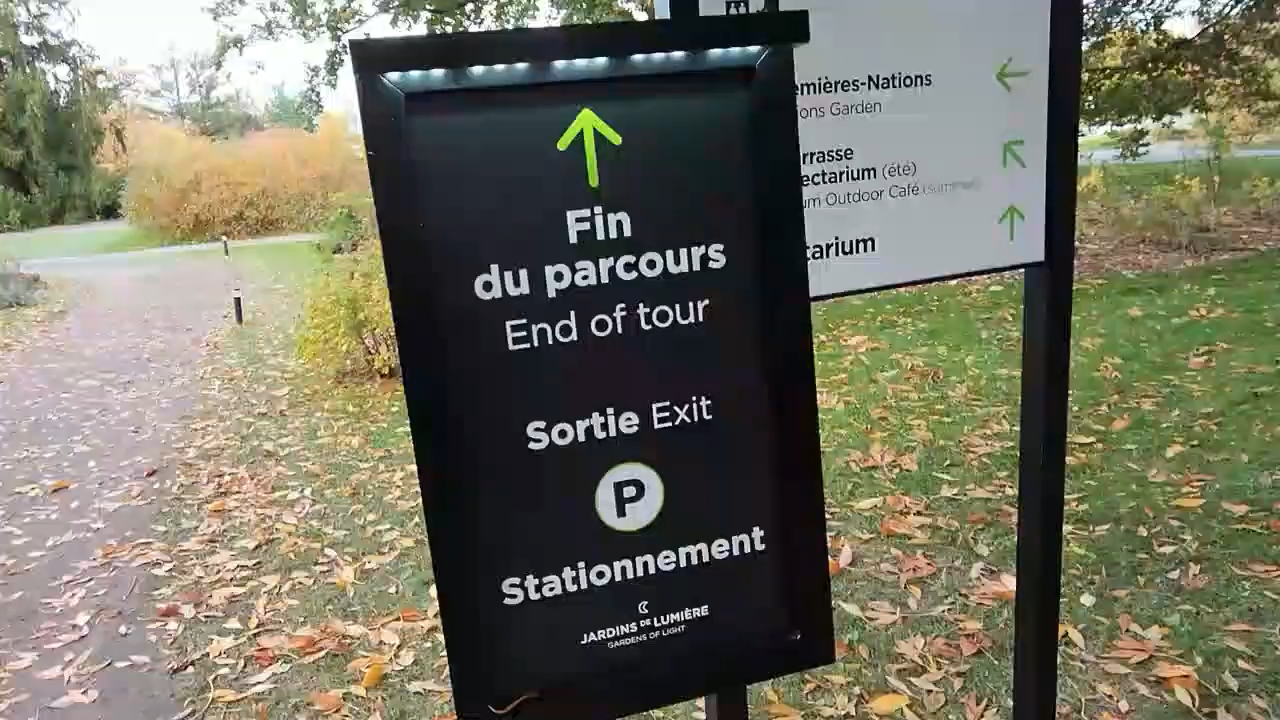 Fin
du parcours
End of tour
Sortie Exit
P
Stationnement
JARDINS DE LUMIÈRE
GARDENS OF LIGHT
emières-Nations
ons Garden
rrasse
ectarium (été)
um Outdoor Café (summer)
tarium